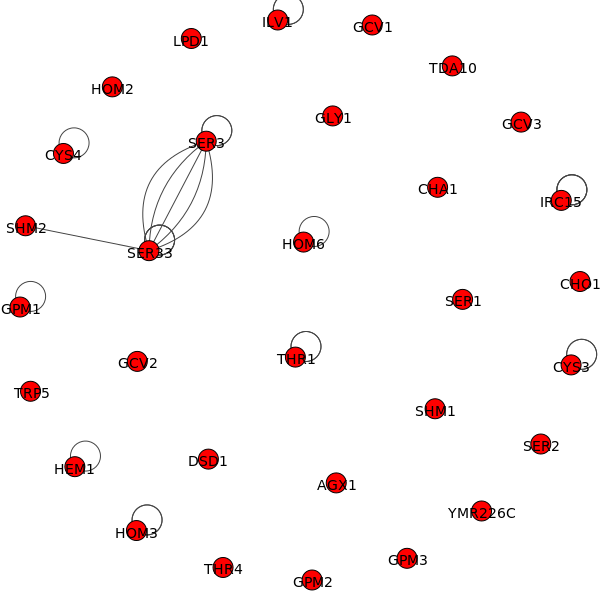 ILV1
GCV1
LPD1
TDA10
HOM2
GLY1
GCV3
SER3
CYS4
CHA1
IRC15
SHM2
HOM6
SER33
CHO1
SER1
GPM1
THR1
GCV2
CYS3
TRP5
SHM1
SER2
DSD1
HEM1
AGX1
YMR226C
HOM3
GPM3
THR4
GPM2